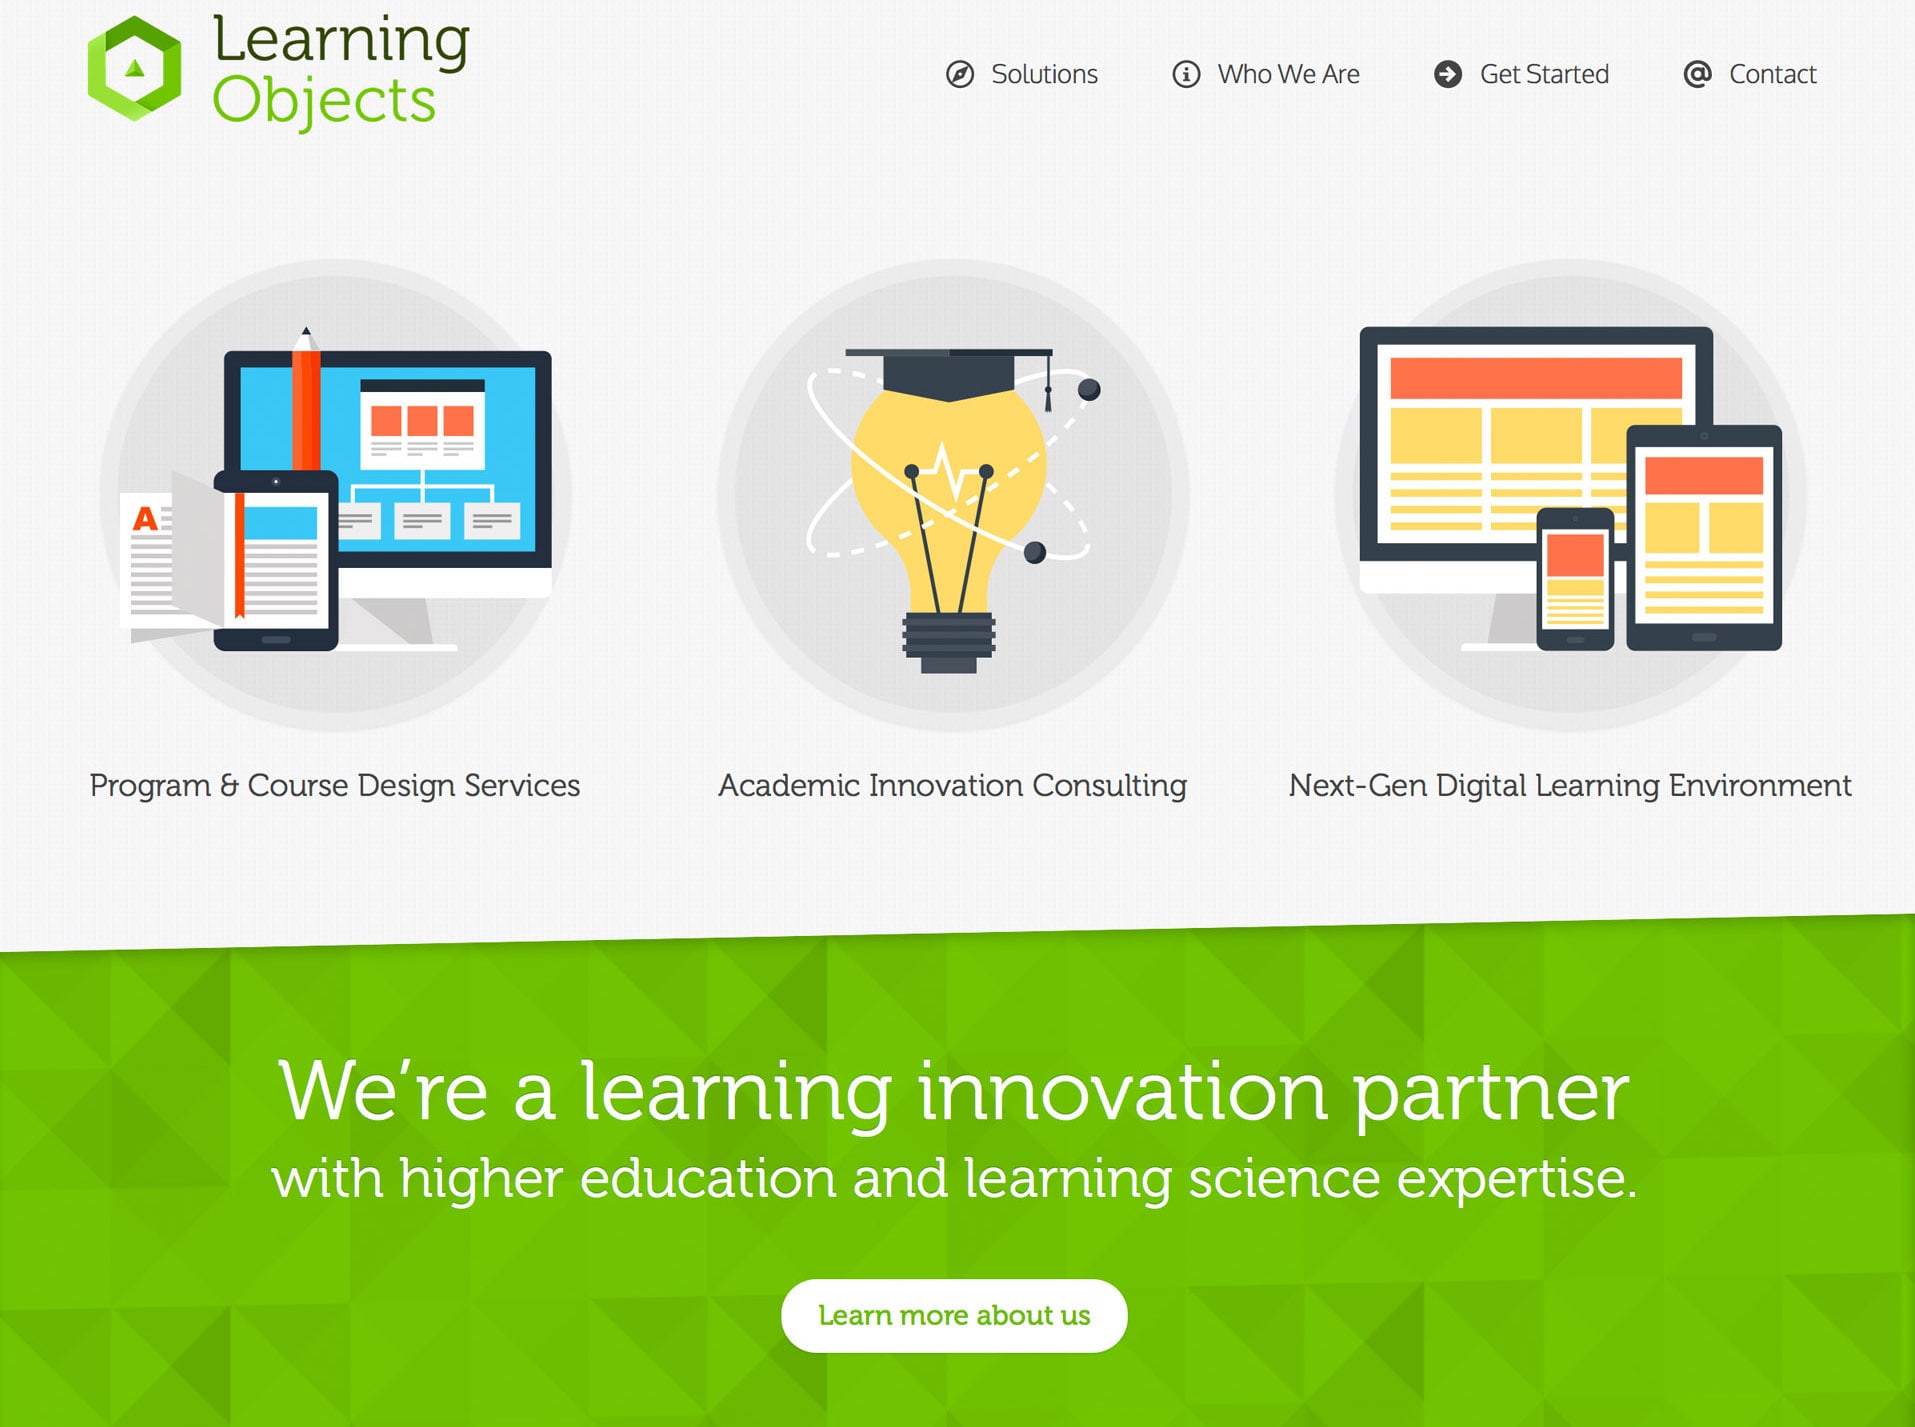 Learning
Objects
Solutions
Who We Are
Get Started
Contact
A
Program & Course Design Services
Academic Innovation Consulting
Next-Gen Digital Learning Environment
We’re a learning innovation partner
with higher education and learning science expertise.
Learn more about us